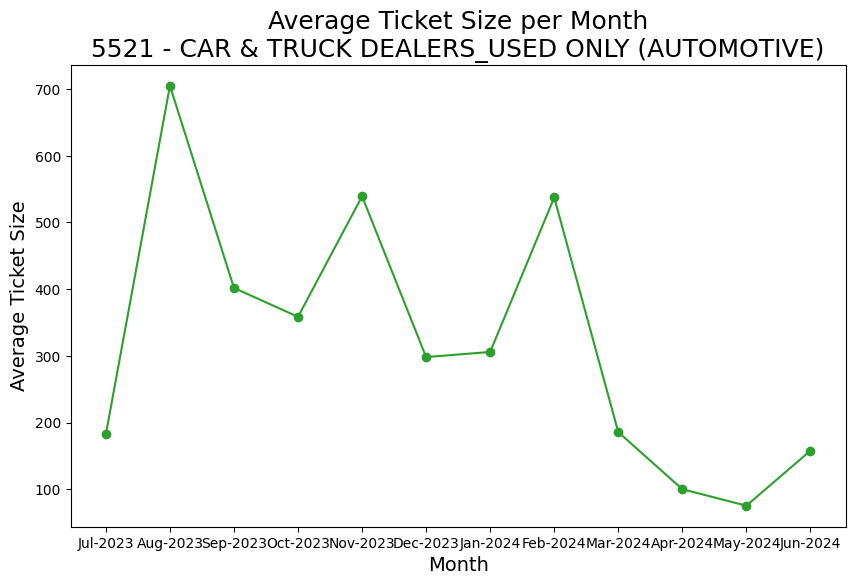 Average Ticket Size per Month
5521 - CAR & TRUCK DEALERS_USED ONLY (AUTOMOTIVE)
Average Ticket Size
700
600
500
400
300
200
100
Jul-2023 Aug-2023 Sep-2023 Oct-2023 Nov-2023 Dec-2023 Jan-2024 Feb-2024 Mar-2024 Apr-2024 May-2024 Jun-2024
Month